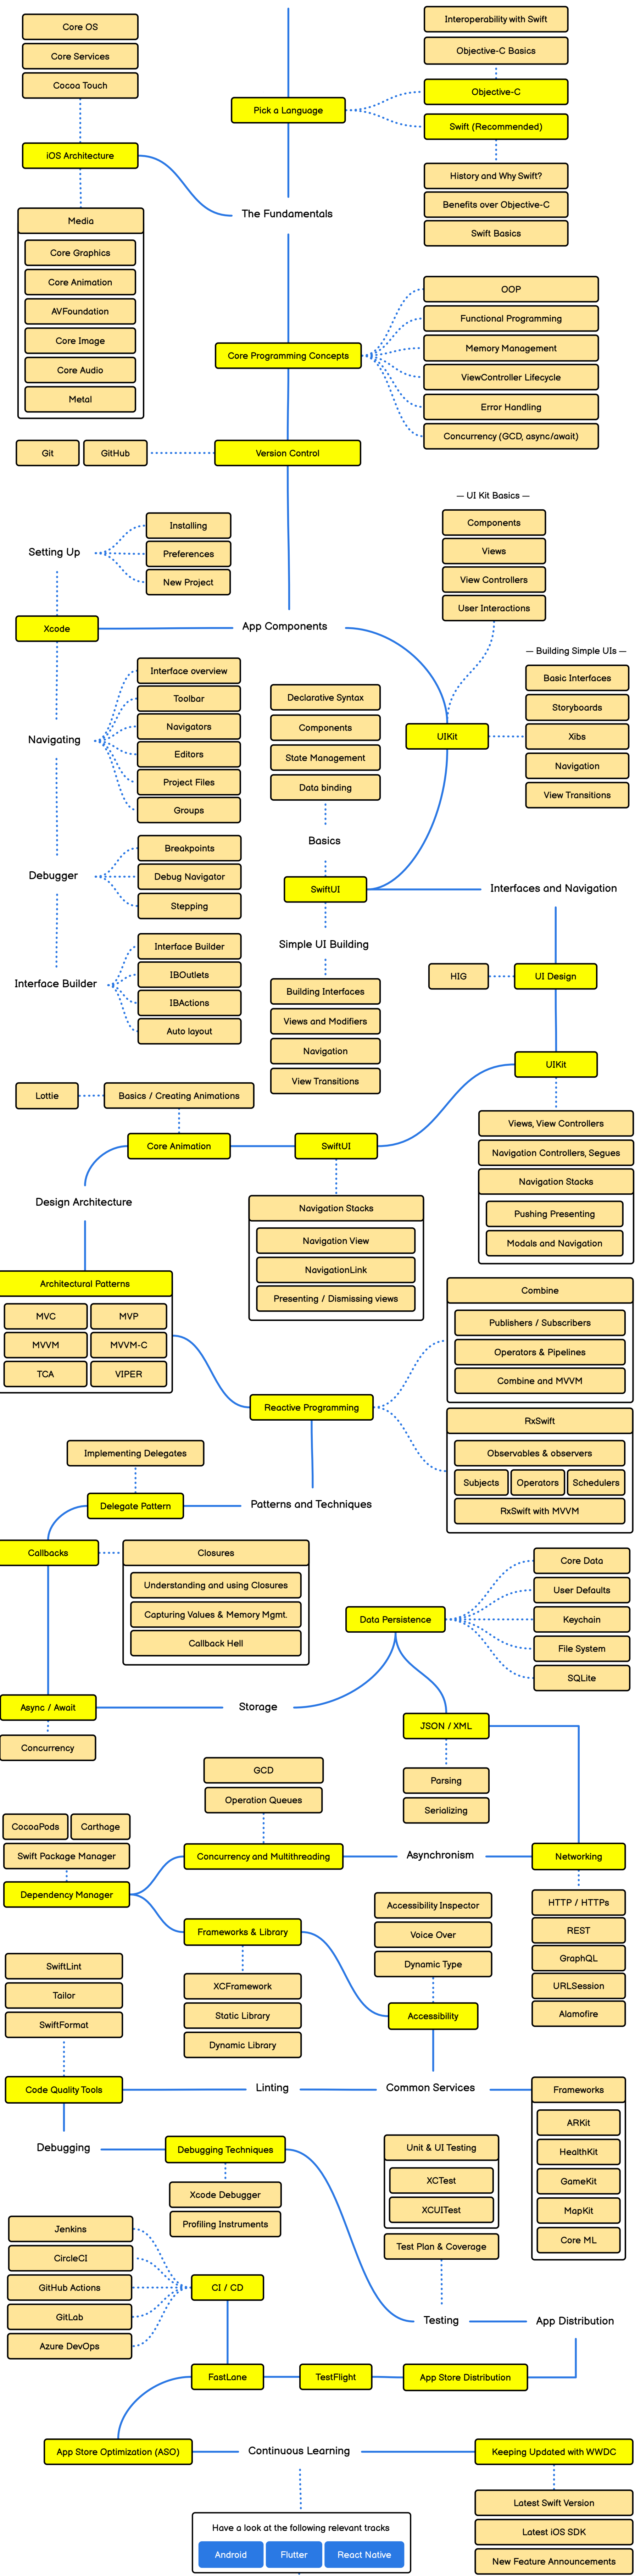 Core OS
Core Services
Cocoa Touch
iOS Architecture
Media
Core Graphics
Core Animation
AVFoundation
Core Image
Core Audio
Metal
Pick a Language
The Fundamentals
Interoperability with Swift
Objective-C Basics
Objective-C
Swift (Recommended)
History and Why Swift?
Benefits over Objective-C
Swift Basics
Core Programming Concepts
OOP
Functional Programming
Memory Management
ViewController Lifecycle
Error Handling
Concurrency (GCD, async/await)
Git
GitHub
Version Control
— UI Kit Basics —
Components
Views
View Controllers
User Interactions
Setting Up
Installing
Preferences
New Project
Xcode
App Components
— Building Simple UIs —
Basic Interfaces
Storyboards
Xibs
Navigation
View Transitions
UIKit
Navigating
Interface overview
Toolbar
Navigators
Editors
Project Files
Groups
Declarative Syntax
Components
State Management
Data binding
Basics
SwiftUI
Interfaces and Navigation
Debugger
Breakpoints
Debug Navigator
Stepping
Simple UI Building
Building Interfaces
Views and Modifiers
Navigation
View Transitions
Interface Builder
Interface Builder
IBOutlets
IBActions
Auto layout
HIG
UI Design
UIKit
Views, View Controllers
Navigation Controllers, Segues
Navigation Stacks
Pushing Presenting
Modals and Navigation
Lottie
Basics / Creating Animations
Core Animation
SwiftUI
Navigation Stacks
Navigation View
NavigationLink
Presenting / Dismissing views
Design Architecture
Architectural Patterns
MVC
MVP
MVVM
MVVM-C
TCA
VIPER
Reactive Programming
Combine
Publishers / Subscribers
Operators & Pipelines
Combine and MVVM
RxSwift
Observables & observers
Subjects
Operators
Schedulers
RxSwift with MVVM
Implementing Delegates
Delegate Pattern
Patterns and Techniques
Callbacks
Closures
Understanding and using Closures
Capturing Values & Memory Mgmt.
Callback Hell
Data Persistence
Core Data
User Defaults
Keychain
File System
SQLite
Async / Await
Storage
Concurrency
JSON / XML
Parsing
Serializing
GCD
Operation Queues
CocoaPods
Carthage
Swift Package Manager
Dependency Manager
Concurrency and Multithreading
Asynchronism
Networking
HTTP / HTTPs
REST
GraphQL
URLSession
Alamofire
Frameworks & Library
XCFramework
Static Library
Dynamic Library
Accessibility Inspector
Voice Over
Dynamic Type
Accessibility
SwiftLint
Tailor
SwiftFormat
Code Quality Tools
Linting
Common Services
Frameworks
ARKit
HealthKit
GameKit
MapKit
Core ML
Debugging
Debugging Techniques
Xcode Debugger
Profiling Instruments
Unit & UI Testing
XCTest
XCUITest
Test Plan & Coverage
Testing
App Distribution
Jenkins
CircleCI
GitHub Actions
GitLab
Azure DevOps
CI / CD
FastLane
TestFlight
App Store Distribution
App Store Optimization (ASO)
Continuous Learning
Keeping Updated with WWDC
Latest Swift Version
Latest iOS SDK
New Feature Announcements
Have a look at the following relevant tracks
Android
Flutter
React Native